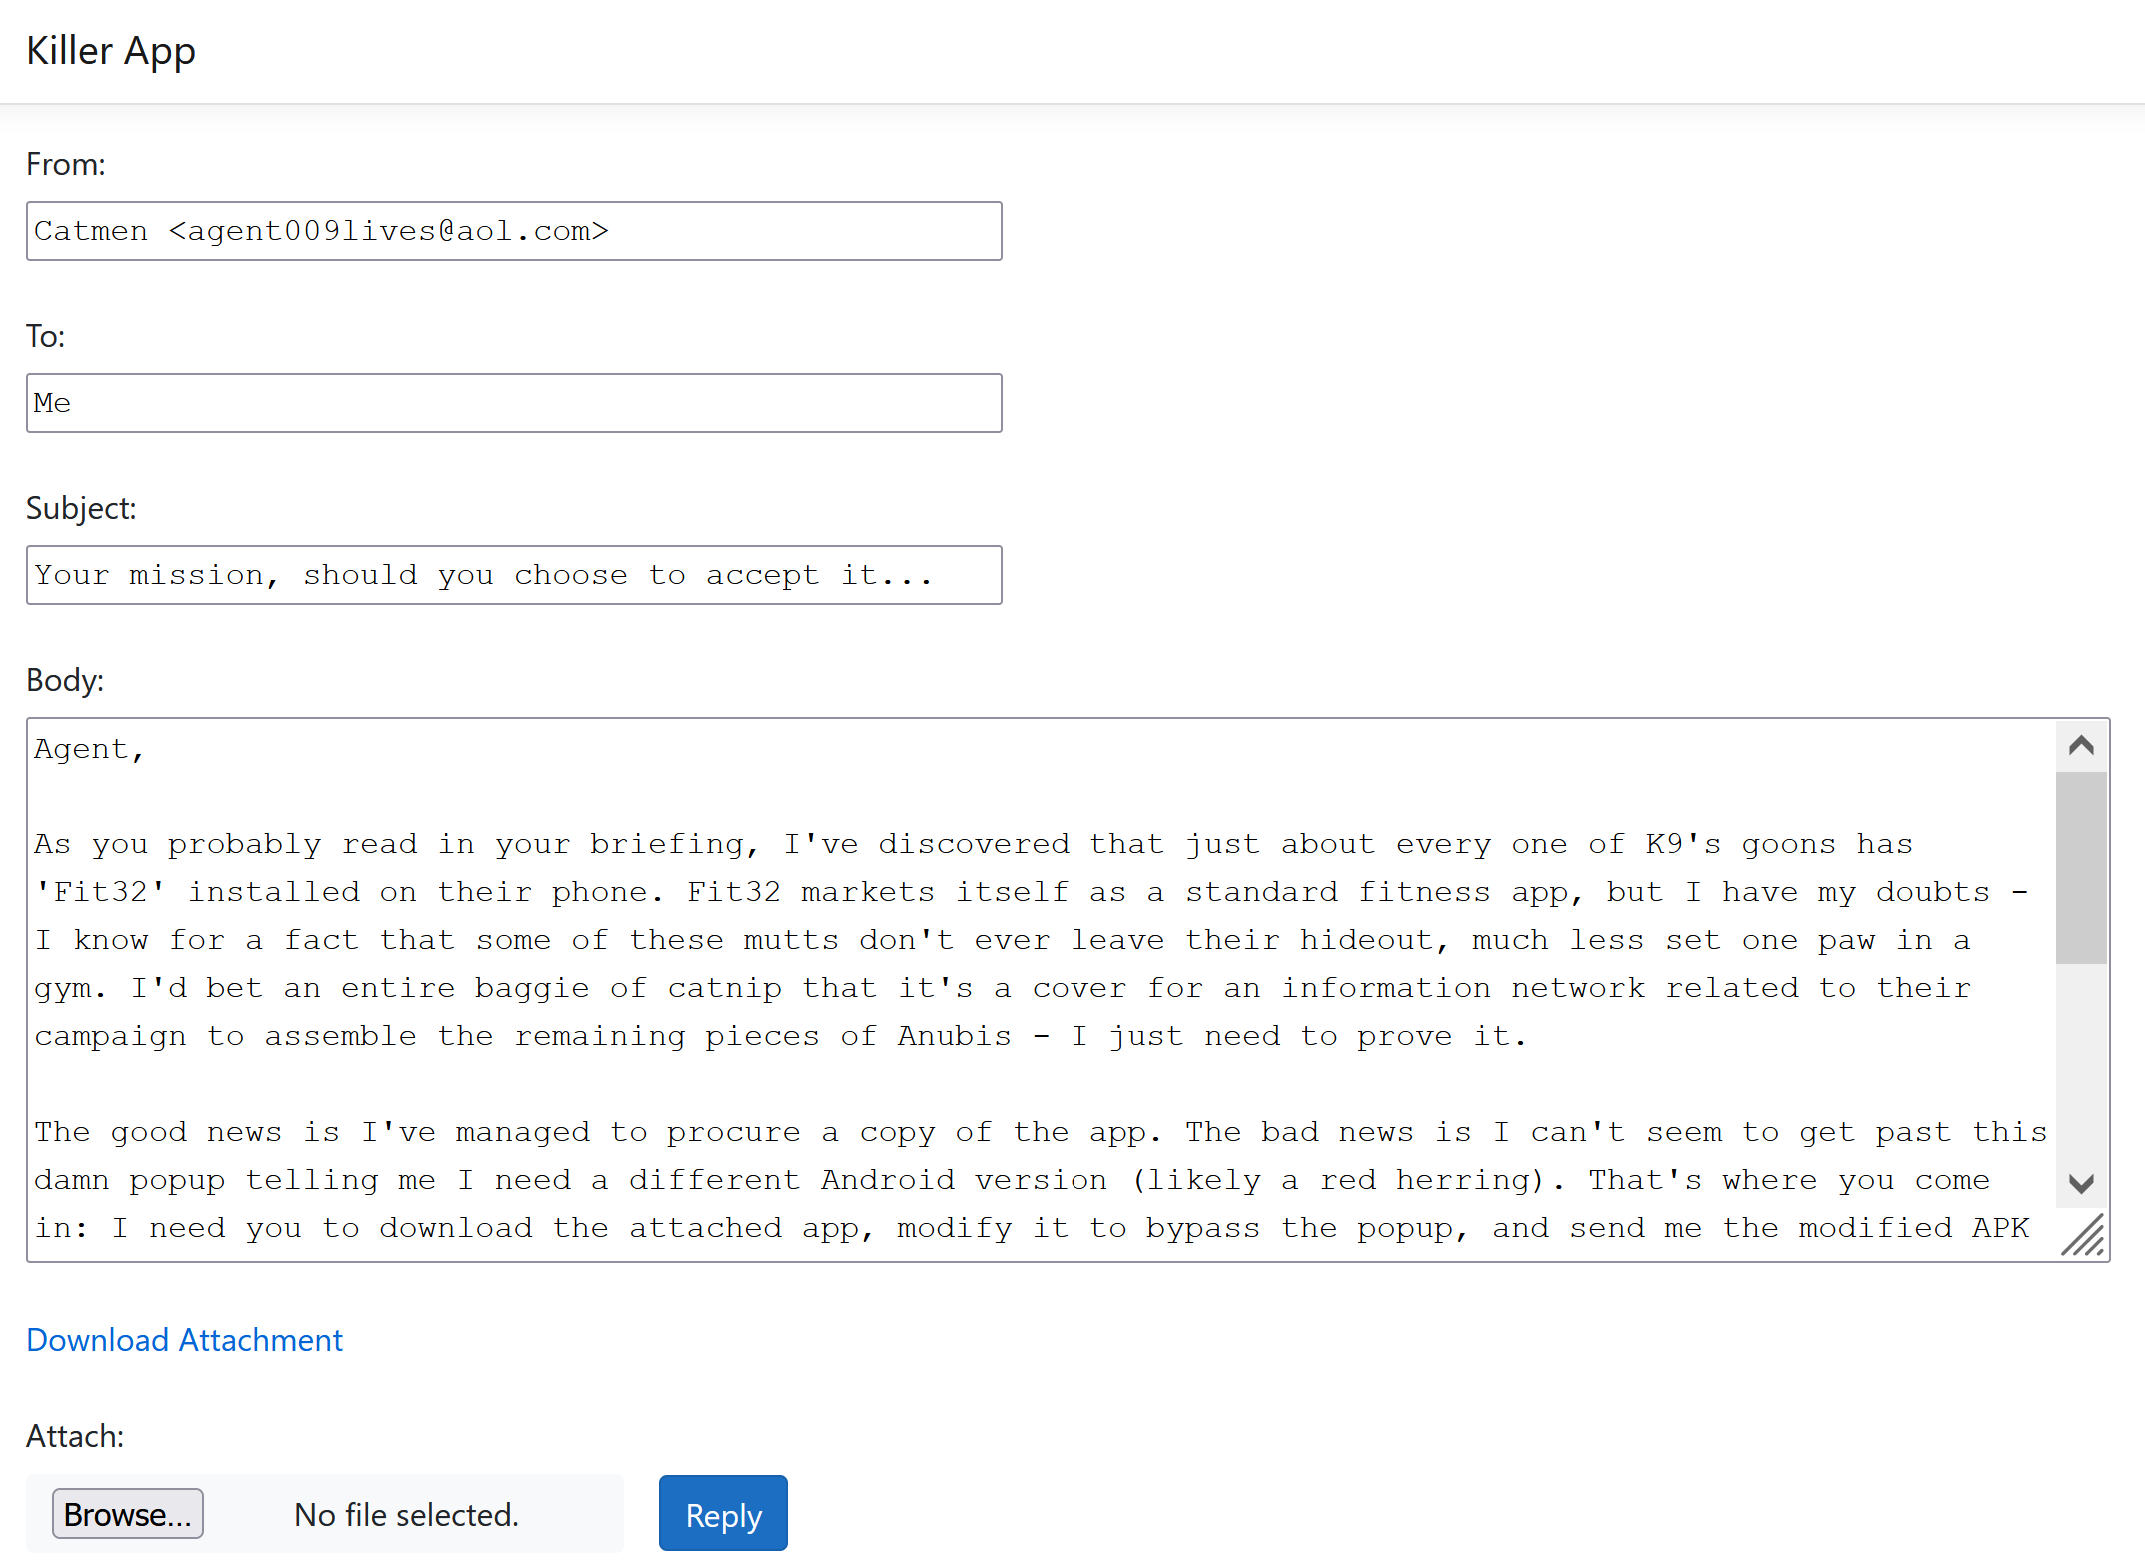 Killer App
From:
Catmen <agent009lives@aol.com>
To:
Me
Subject:
Your mission, should you choose to accept it...
Body:
Agent,
As you probably read in your briefing, I've discovered that just about every one of K9's goons has
'Fit32' installed on their phone. Fit32 markets itself as a standard fitness app, but I have my doubts -
I know for a fact that some of these mutts don't ever leave their hideout, much less set one paw in a
gym. I'd bet an entire baggie of catnip that it's a cover for an information network related to their
campaign to assemble the remaining pieces of Anubis - I just need to prove it.
The good news is I've managed to procure a copy of the app. The bad news is I can't seem to get past this
damn popup telling me I need a different Android version (likely a red herring). That's where you come
in: I need you to download the attached app, modify it to bypass the popup, and send me the modified APK
Download Attachment
Attach:
Browse... No file selected. Reply